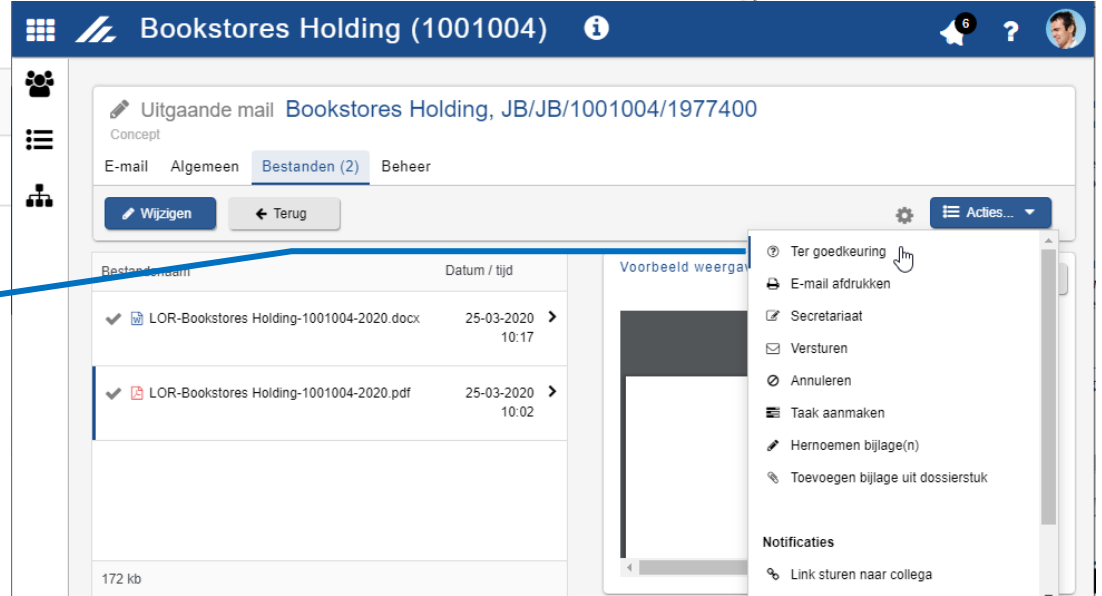 Bookstores Holding (1001004)
6
?
Uitgaande mail Bookstores Holding, JB/JB/1001004/1977400
Concept
E-mail Algemeen Bestanden (2) Beheer
Wijzigen Terug Acties...
Bestandsnaam Datum / tijd
LOR-Bookstores Holding-1001004-2020.docx 25-03-2020
10:17
LOR-Bookstores Holding-1001004-2020.pdf 25-03-2020
10:02
172 kb
Voorbeeld weergav
Ter goedkeuring
E-mail afdrukken
Secretariaat
Versturen
Annuleren
Taak aanmaken
Hernoemen bijlage(n)
Toevoegen bijlage uit dossierstuk
Notificaties
Link sturen naar collega